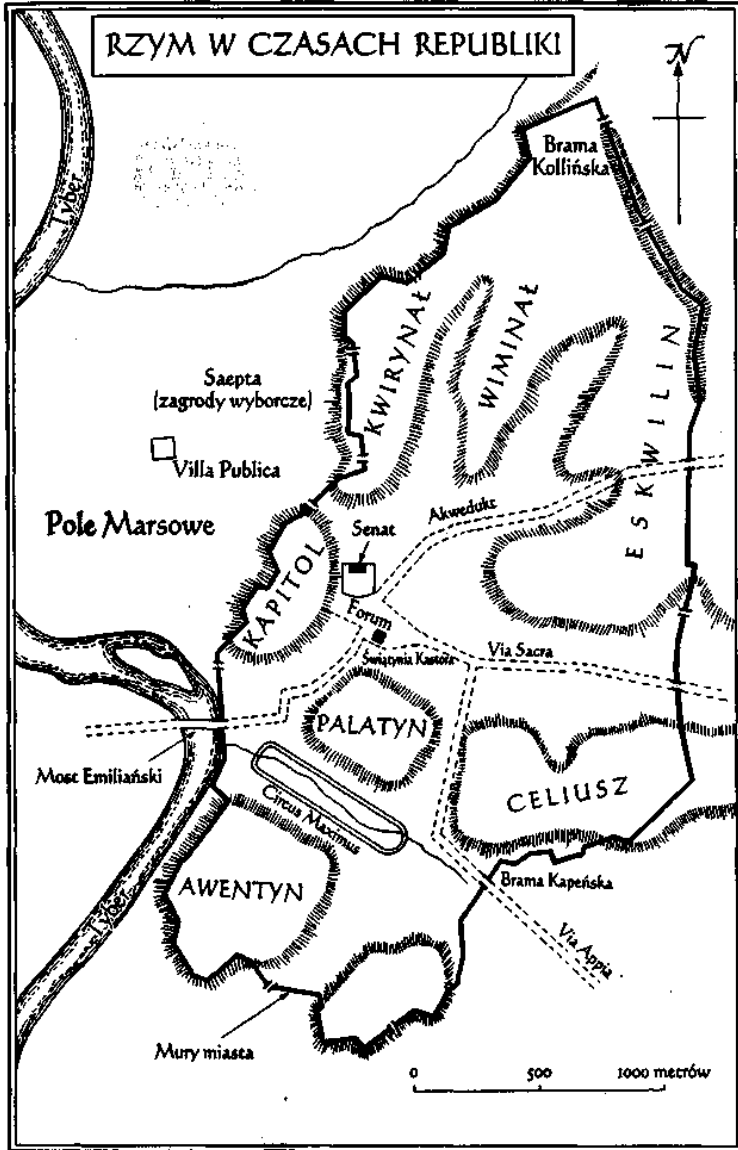 RZYM W CZASACH REPUBLIKI
N
Brama
Kollińska
Tyber
KWIRYNAŁ
WIMINAŁ
ESKWILIN
Saepta
(zagrody wyborcze)
Villa Publica
Pole Marsowe
Akwedukt
Senat
KAPITOL
Forum
Świątynia Kastora
Via Sacra
PALATYN
Most Emiliański
Circus Maximus
CELIUSZ
AWENTYN
Brama Kapeńska
Tyber
Via Appia
Mury miasta
0 500 1000 metrów